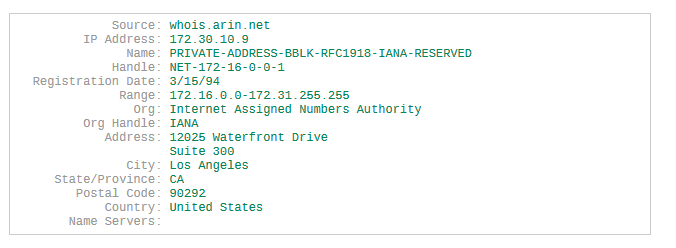 Source: whois.arin.net
IP Address: 172.30.10.9
Name: PRIVATE-ADDRESS-BBLK-RFC1918-IANA-RESERVED
Handle: NET-172-16-0-0-1
Registration Date: 3/15/94
Range: 172.16.0.0-172.31.255.255
Org: Internet Assigned Numbers Authority
Org Handle: IANA
Address: 12025 Waterfront Drive
Suite 300
City: Los Angeles
State/Province: CA
Postal Code: 90292
Country: United States
Name Servers: